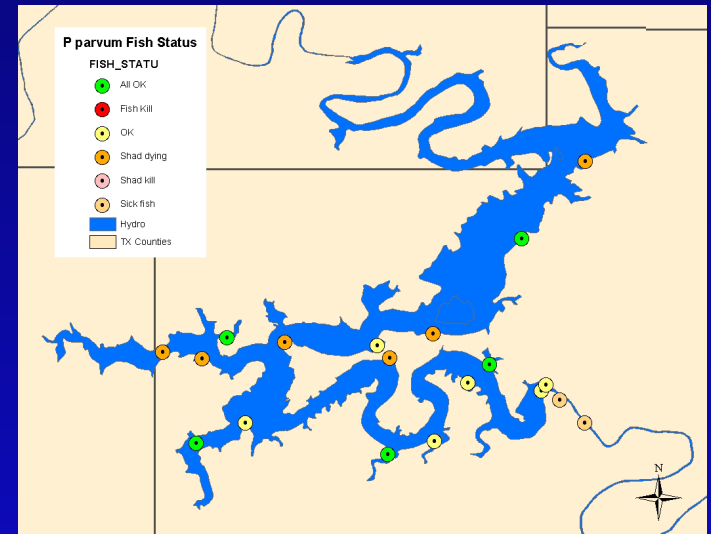 P parvum Fish Status
FISH_STATU
All OK
Fish Kill
OK
Shad dying
Shad kill
Sick fish
Hydro
TX Counties
N